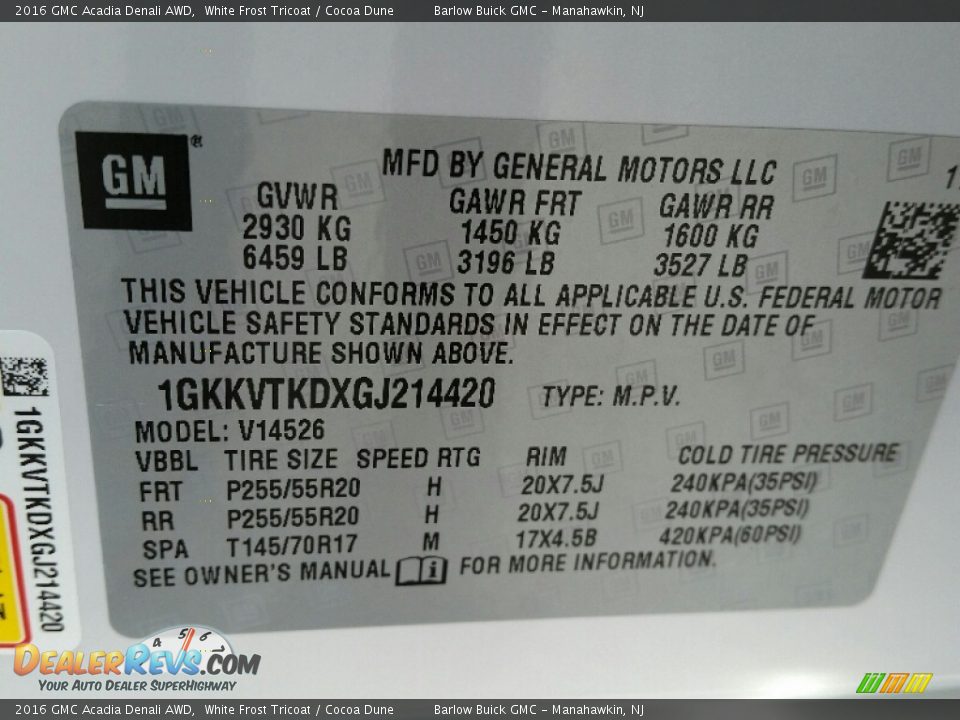 2016 GMC Acadia Denali AWD, White Frost Tricoat / Cocoa Dune Barlow Buick GMC - Manahawkin, NJ
GM ®
MFD BY GENERAL MOTORS LLC
GVWR GAWR FRT GAWR RR
2930 KG 1450 KG 1600 KG
6459 LB 3196 LB 3527 LB
THIS VEHICLE CONFORMS TO ALL APPLICABLE U.S. FEDERAL MOTOR
VEHICLE SAFETY STANDARDS IN EFFECT ON THE DATE OF
MANUFACTURE SHOWN ABOVE.
1GKKVTKDXGJ214420 TYPE: M.P.V.
MODEL: V14526
VBBL TIRE SIZE SPEED RTG RIM COLD TIRE PRESSURE
FRT P255/55R20 H 20X7.5J 240KPA(35PSI)
RR P255/55R20 H 20X7.5J 240KPA(35PSI)
SPA T145/70R17 M 17X4.5B 420KPA(60PSI)
SEE OWNER'S MANUAL i FOR MORE INFORMATION.
1GKKVTKDXGJ214420
4 5 6
DEALERREVS.COM
YOUR AUTO DEALER SUPERHIGHWAY
2016 GMC Acadia Denali AWD, White Frost Tricoat / Cocoa Dune Barlow Buick GMC - Manahawkin, NJ